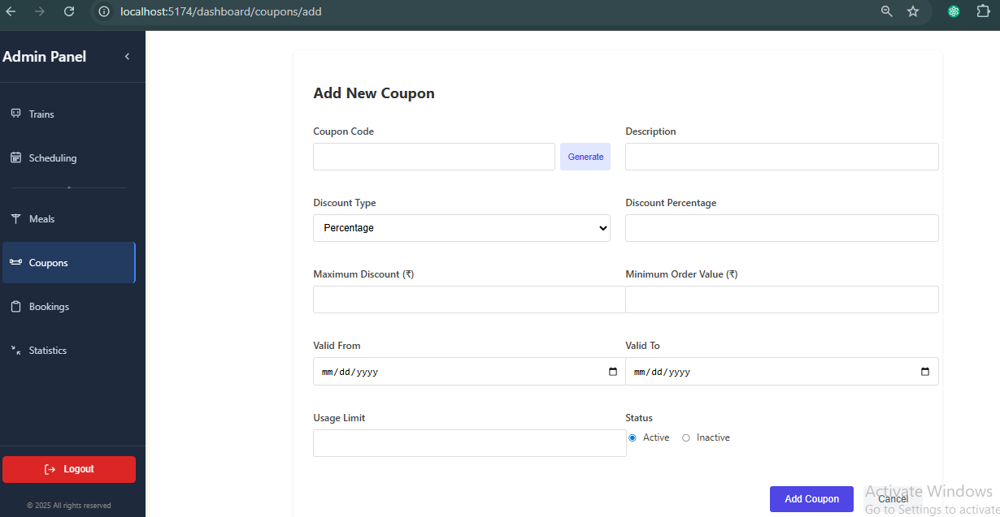 localhost:5174/dashboard/coupons/add
Admin Panel
Trains
Scheduling
Meals
Coupons
Bookings
Statistics
Logout
© 2025 All rights reserved
Add New Coupon
Coupon Code
Description
Generate
Discount Type
Discount Percentage
Percentage
Maximum Discount (₹)
Minimum Order Value (₹)
Valid From
Valid To
mm/dd/yyyy
mm/dd/yyyy
Usage Limit
Status
Active
Inactive
Add Coupon
Cancel
Activate Windows
Go to Settings to activate